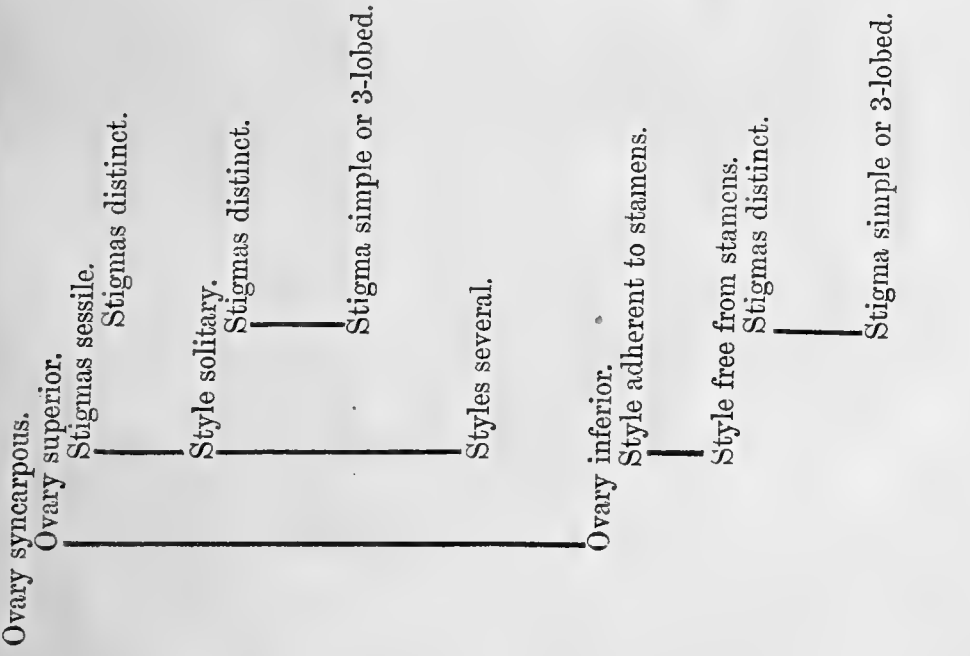 Ovary syncarpous.
Ovary superior.
Stigmas sessile.
Stigmas distinct.
Style solitary.
Stigmas distinct.
Stigma simple or 3-lobed.
Styles several.
Ovary inferior.
Style adherent to stamens.
Style free from stamens.
Stigmas distinct.
Stigma simple or 3-lobed.